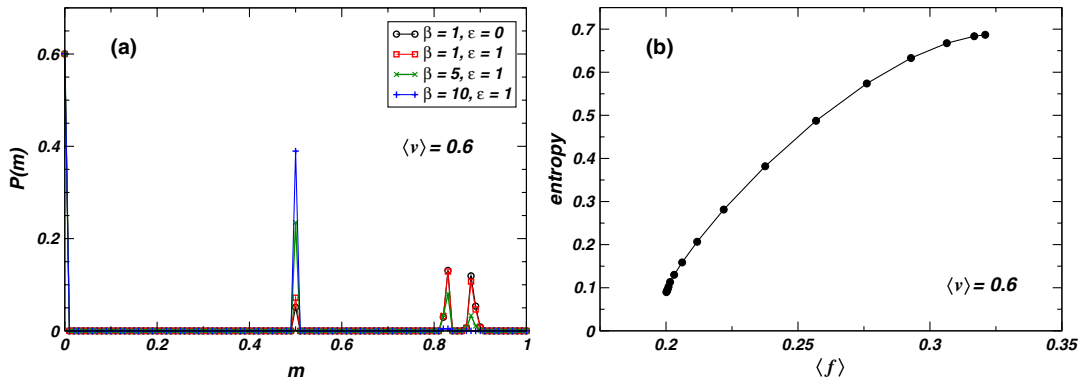 (a)
β = 1, ε = 0
β = 1, ε = 1
β = 5, ε = 1
β = 10, ε = 1
⟨v⟩ = 0.6
P(m)
0.6
0.4
0.2
0
0 0.2 0.4 0.6 0.8 1
m
(b)
entropy
0.7
0.6
0.5
0.4
0.3
0.2
0.1
0
⟨v⟩ = 0.6
0.2 0.25 0.3 0.35
⟨f⟩